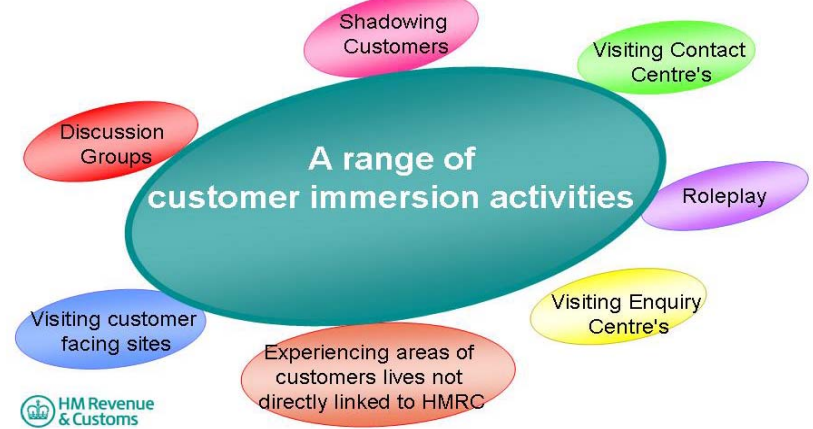 Shadowing
Customers
Visiting Contact
Centre's
Discussion
Groups
A range of
customer immersion activities
Roleplay
Visiting Enquiry
Centre's
Visiting customer
facing sites
Experiencing areas of
customers lives not
directly linked to HMRC
HM Revenue
& Customs